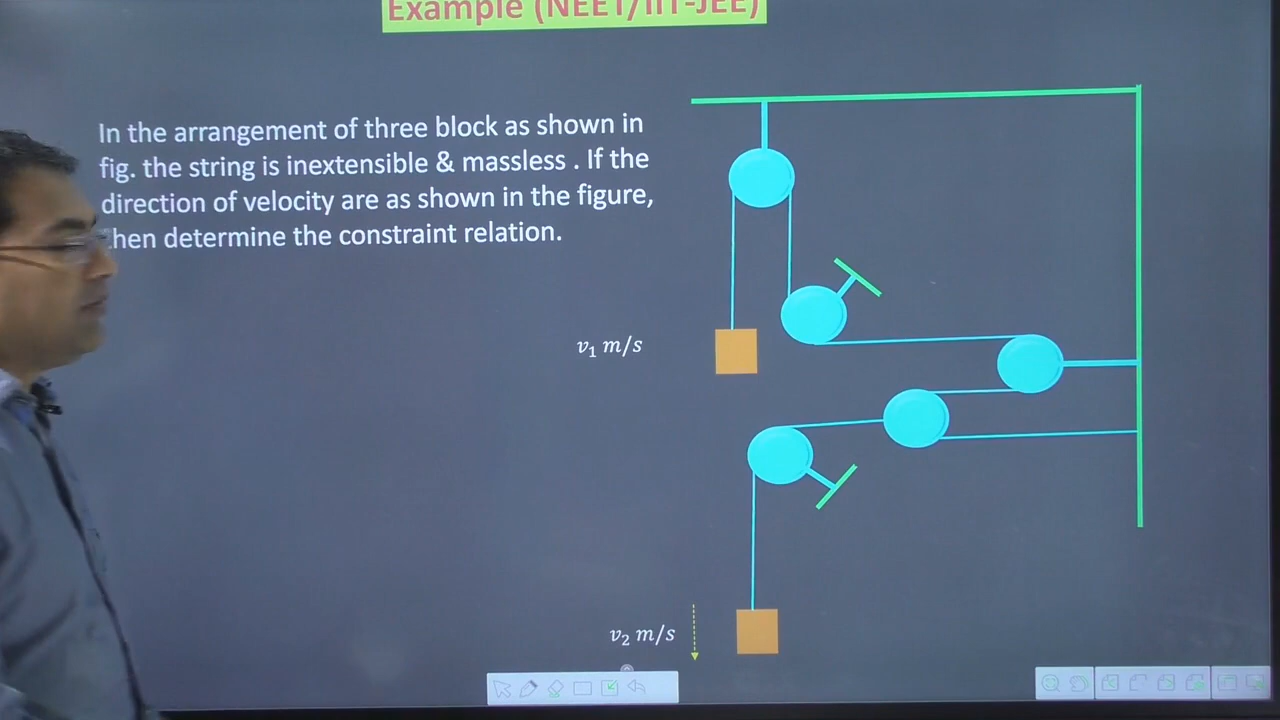 Example (NEET/IIT-JEE)
In the arrangement of three block as shown in
fig. the string is inextensible & massless . If the
direction of velocity are as shown in the figure,
then determine the constraint relation.
v₁ m/s
v₂ m/s